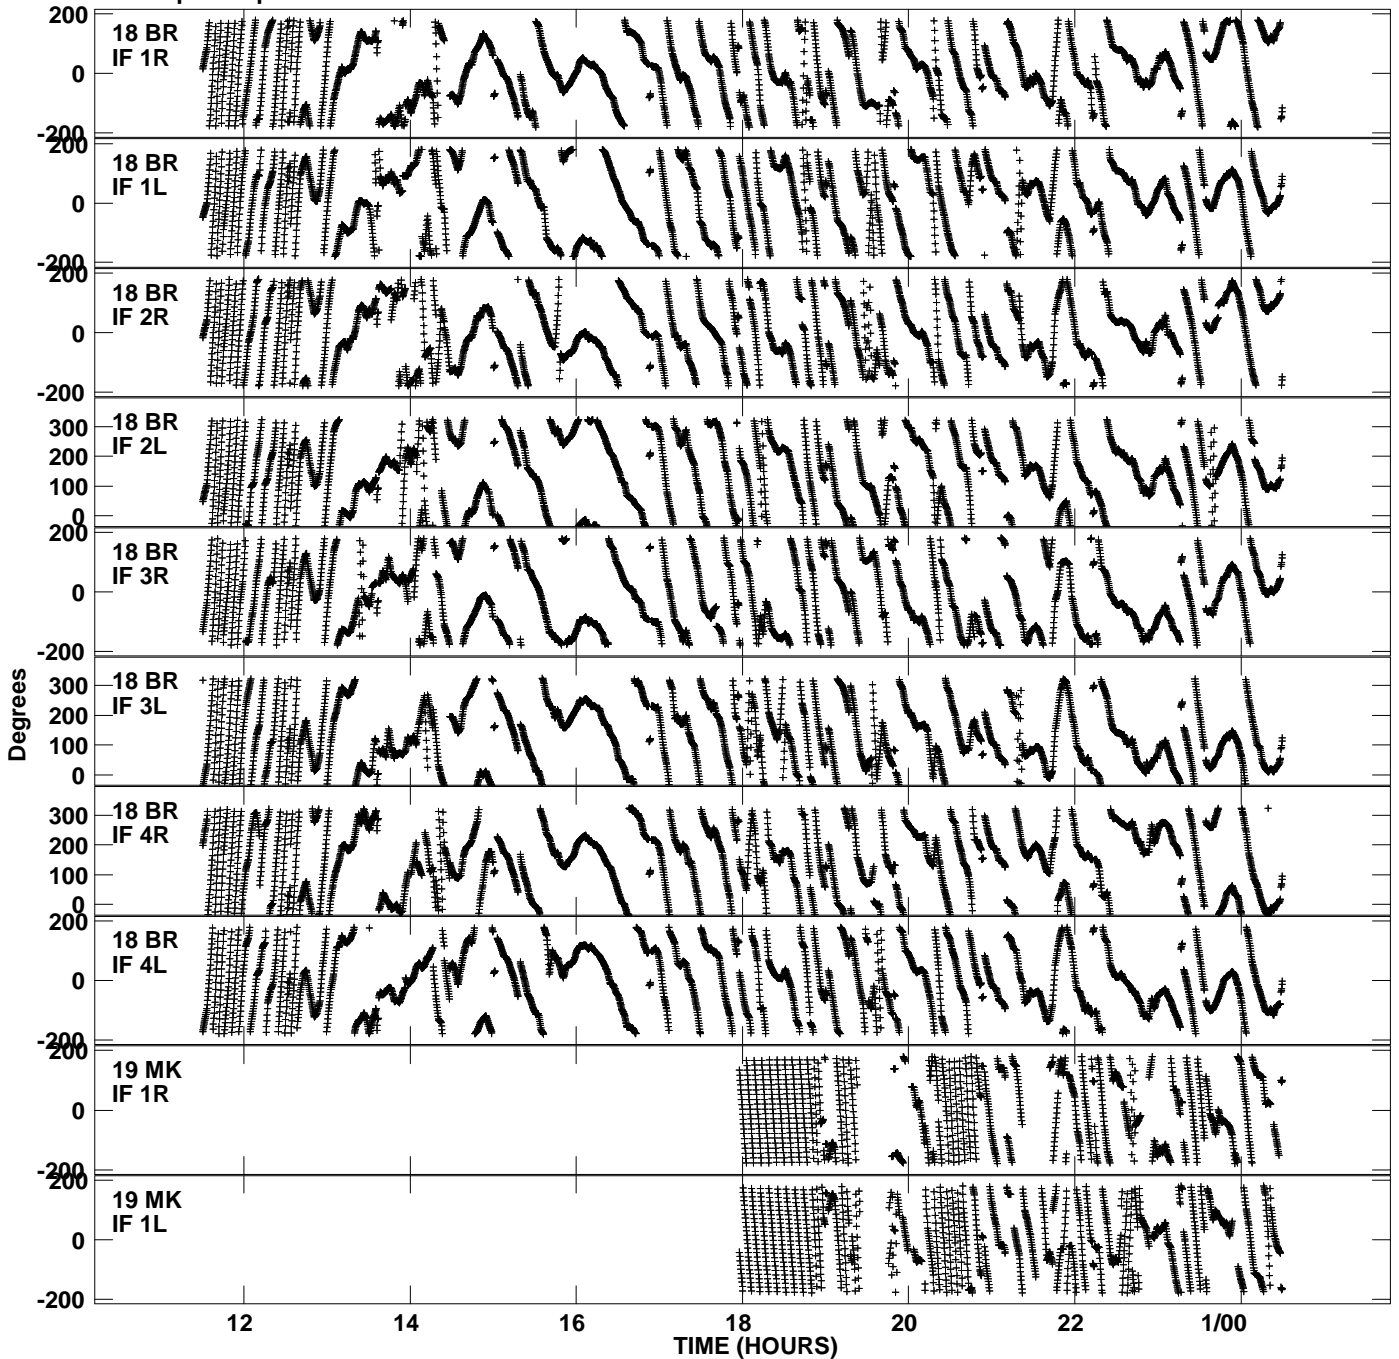 200
0
-200
18 BR
IF 1R
200
0
-200
18 BR
IF 1L
200
0
-200
18 BR
IF 2R
300
200
100
0
18 BR
IF 2L
200
0
-200
18 BR
IF 3R
300
200
100
0
18 BR
IF 3L
300
200
100
0
18 BR
IF 4R
200
0
-200
18 BR
IF 4L
200
0
-200
19 MK
IF 1R
200
0
-200
19 MK
IF 1L
Degrees
12 14 16 18 20 22 1/00
TIME (HOURS)